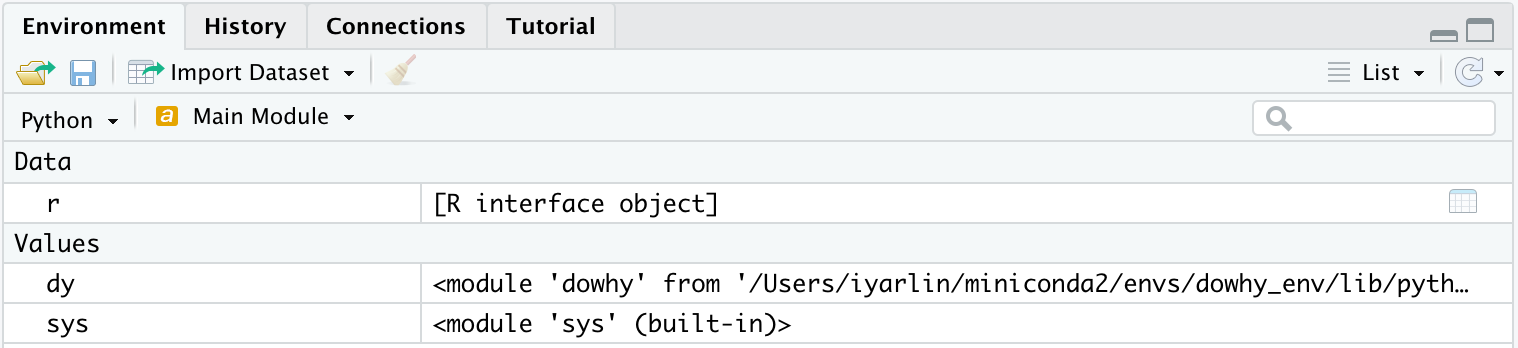 Environment History Connections Tutorial
Import Dataset List
Python a Main Module
Data
r [R interface object]
Values
dy <module 'dowhy' from '/Users/iyarlin/miniconda2/envs/dowhy_env/lib/pyth…
sys <module 'sys' (built-in)>